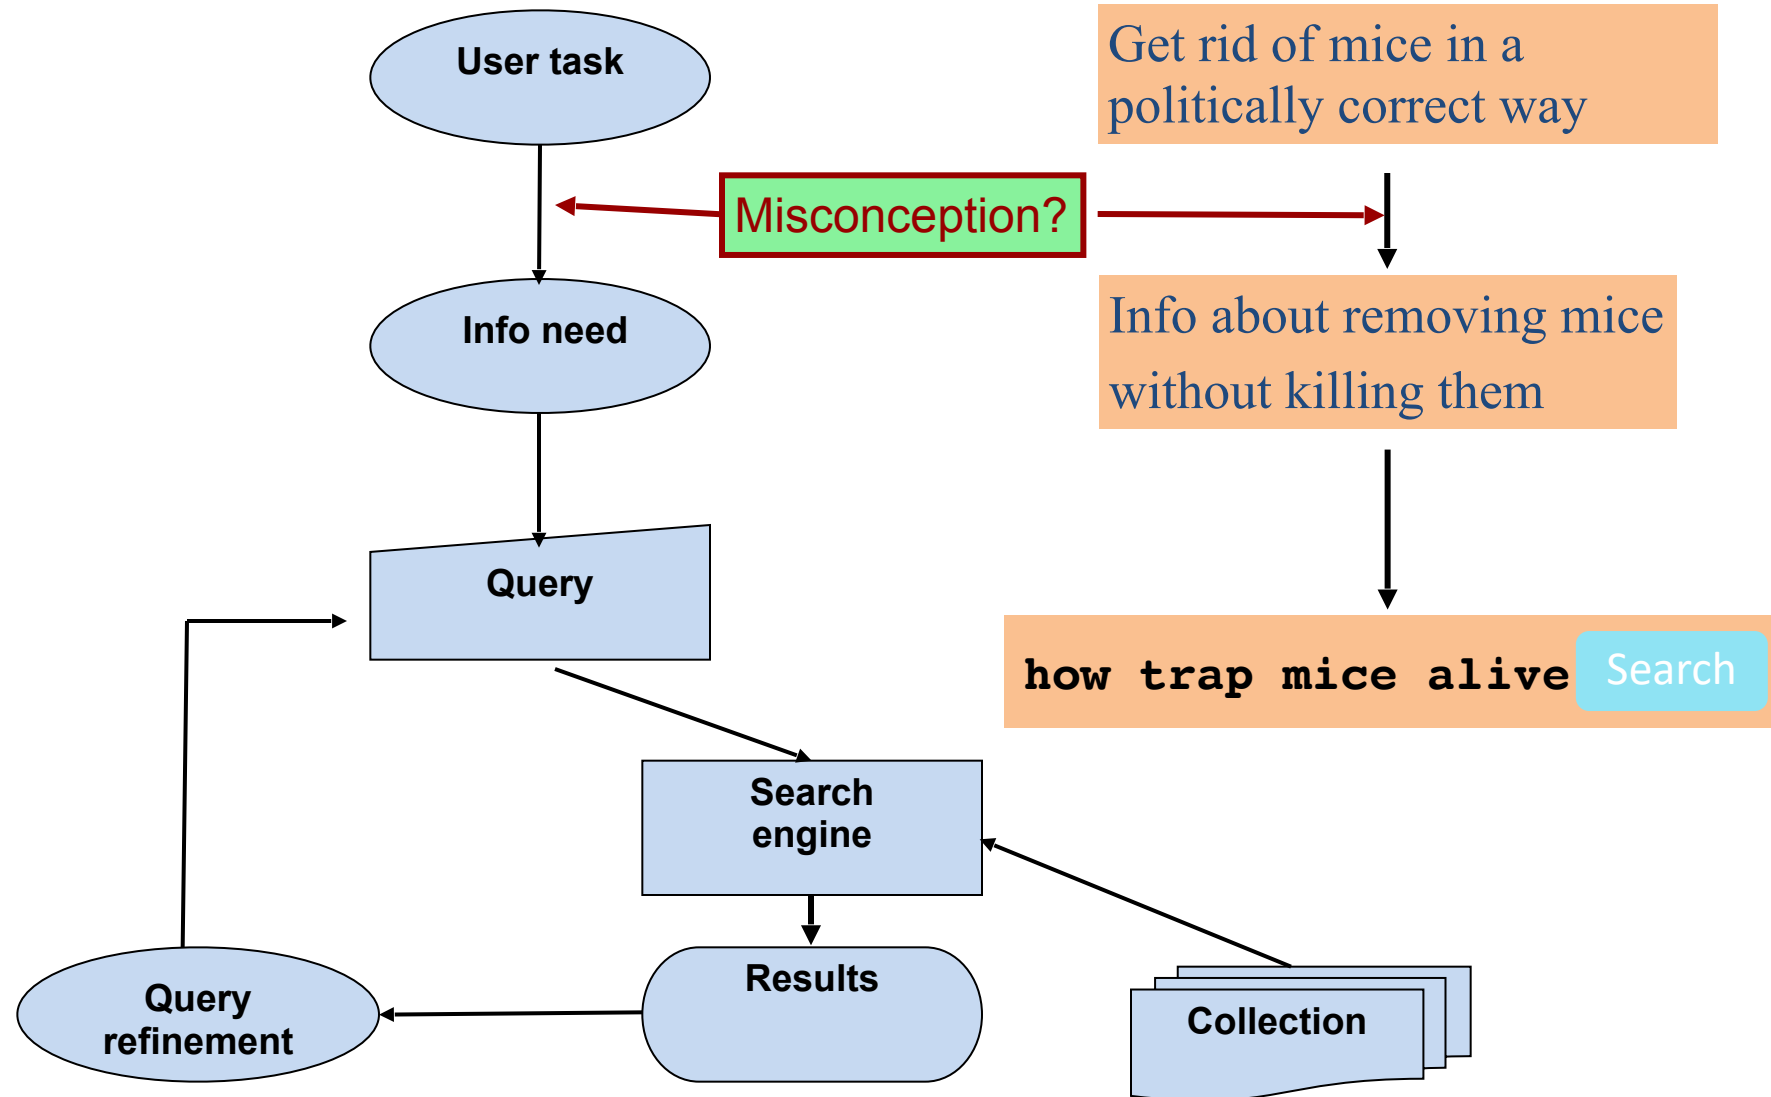 User task
Get rid of mice in a
politically correct way
Misconception?
Info need
Info about removing mice
without killing them
Query
how trap mice alive
Search
Search
engine
Results
Query
refinement
Collection